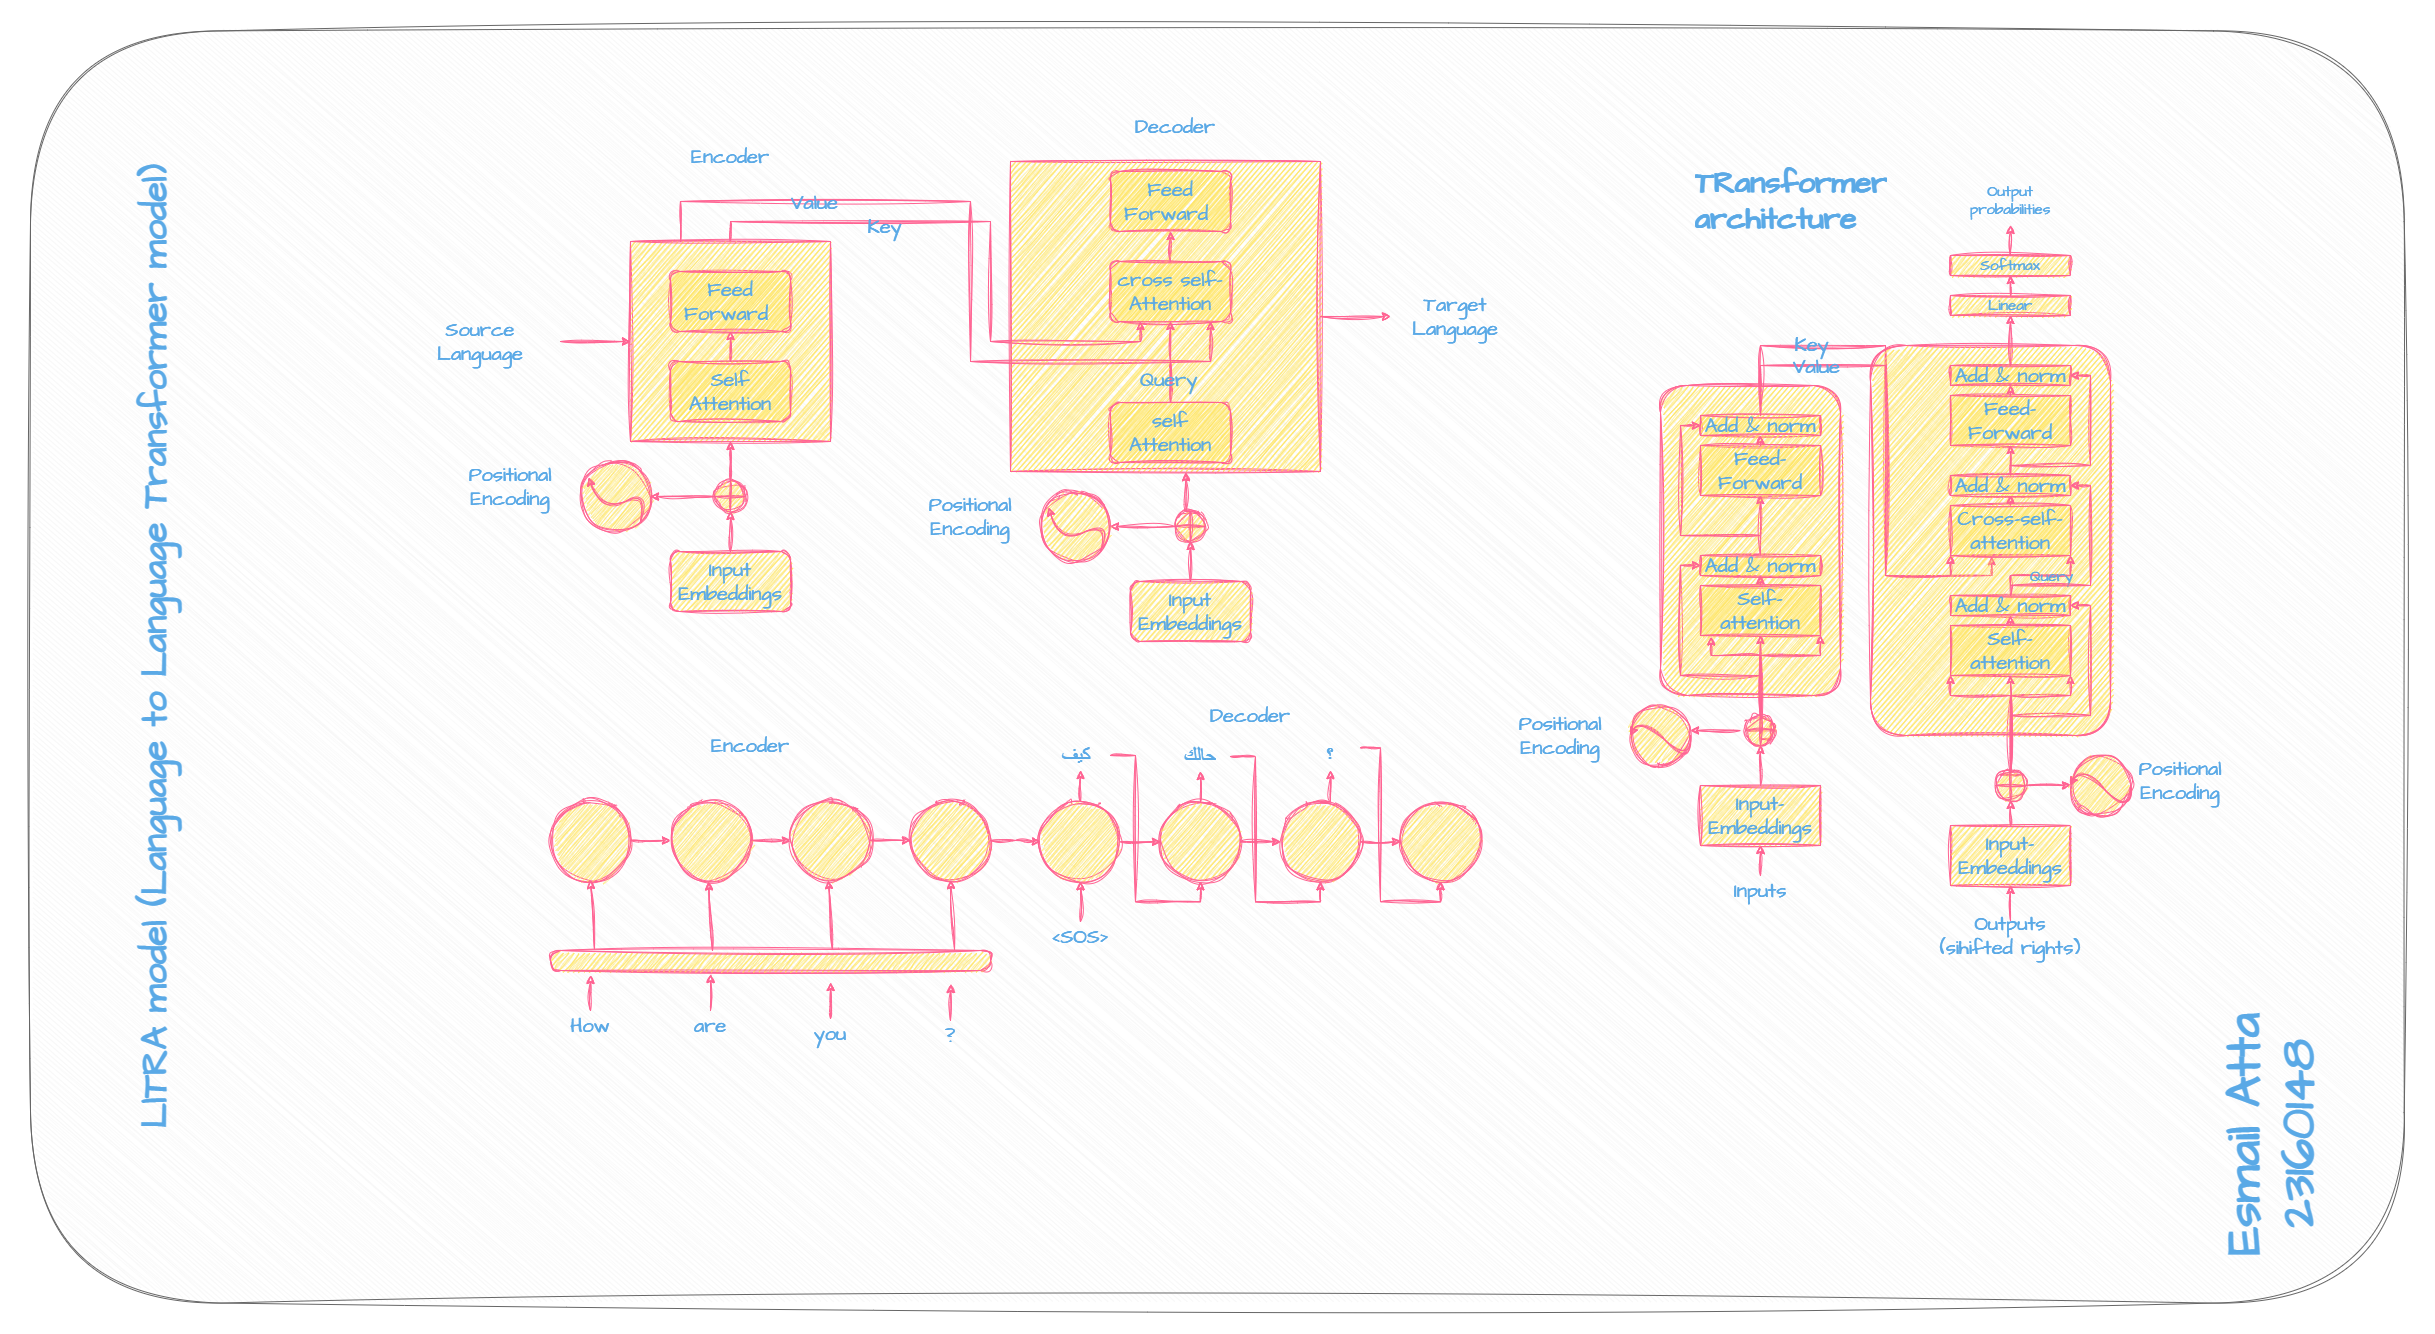 LITRA model (Language to Language Transformer model)
Encoder
Value
Key
Feed
Forward
Self
Attention
Source
Language
Positional
Encoding
Input
Embeddings
Decoder
Feed
Forward
cross self-
Attention
Query
self
Attention
Target
Language
Positional
Encoding
Input
Embeddings
Encoder
How
are
you
?
Decoder
كيف
حالك
؟
<SOS>
TRansformer
architcture
Key
Value
Add & norm
Feed-
Forward
Add & norm
Self-
attention
Positional
Encoding
Input-
Embeddings
Inputs
Output
probabilities
Softmax
Linear
Add & norm
Feed-
Forward
Add & norm
Cross-self-
attention
Query
Add & norm
Self-
attention
Positional
Encoding
Input-
Embeddings
Outputs
(sihifted rights)
Esmail Atta
23160148